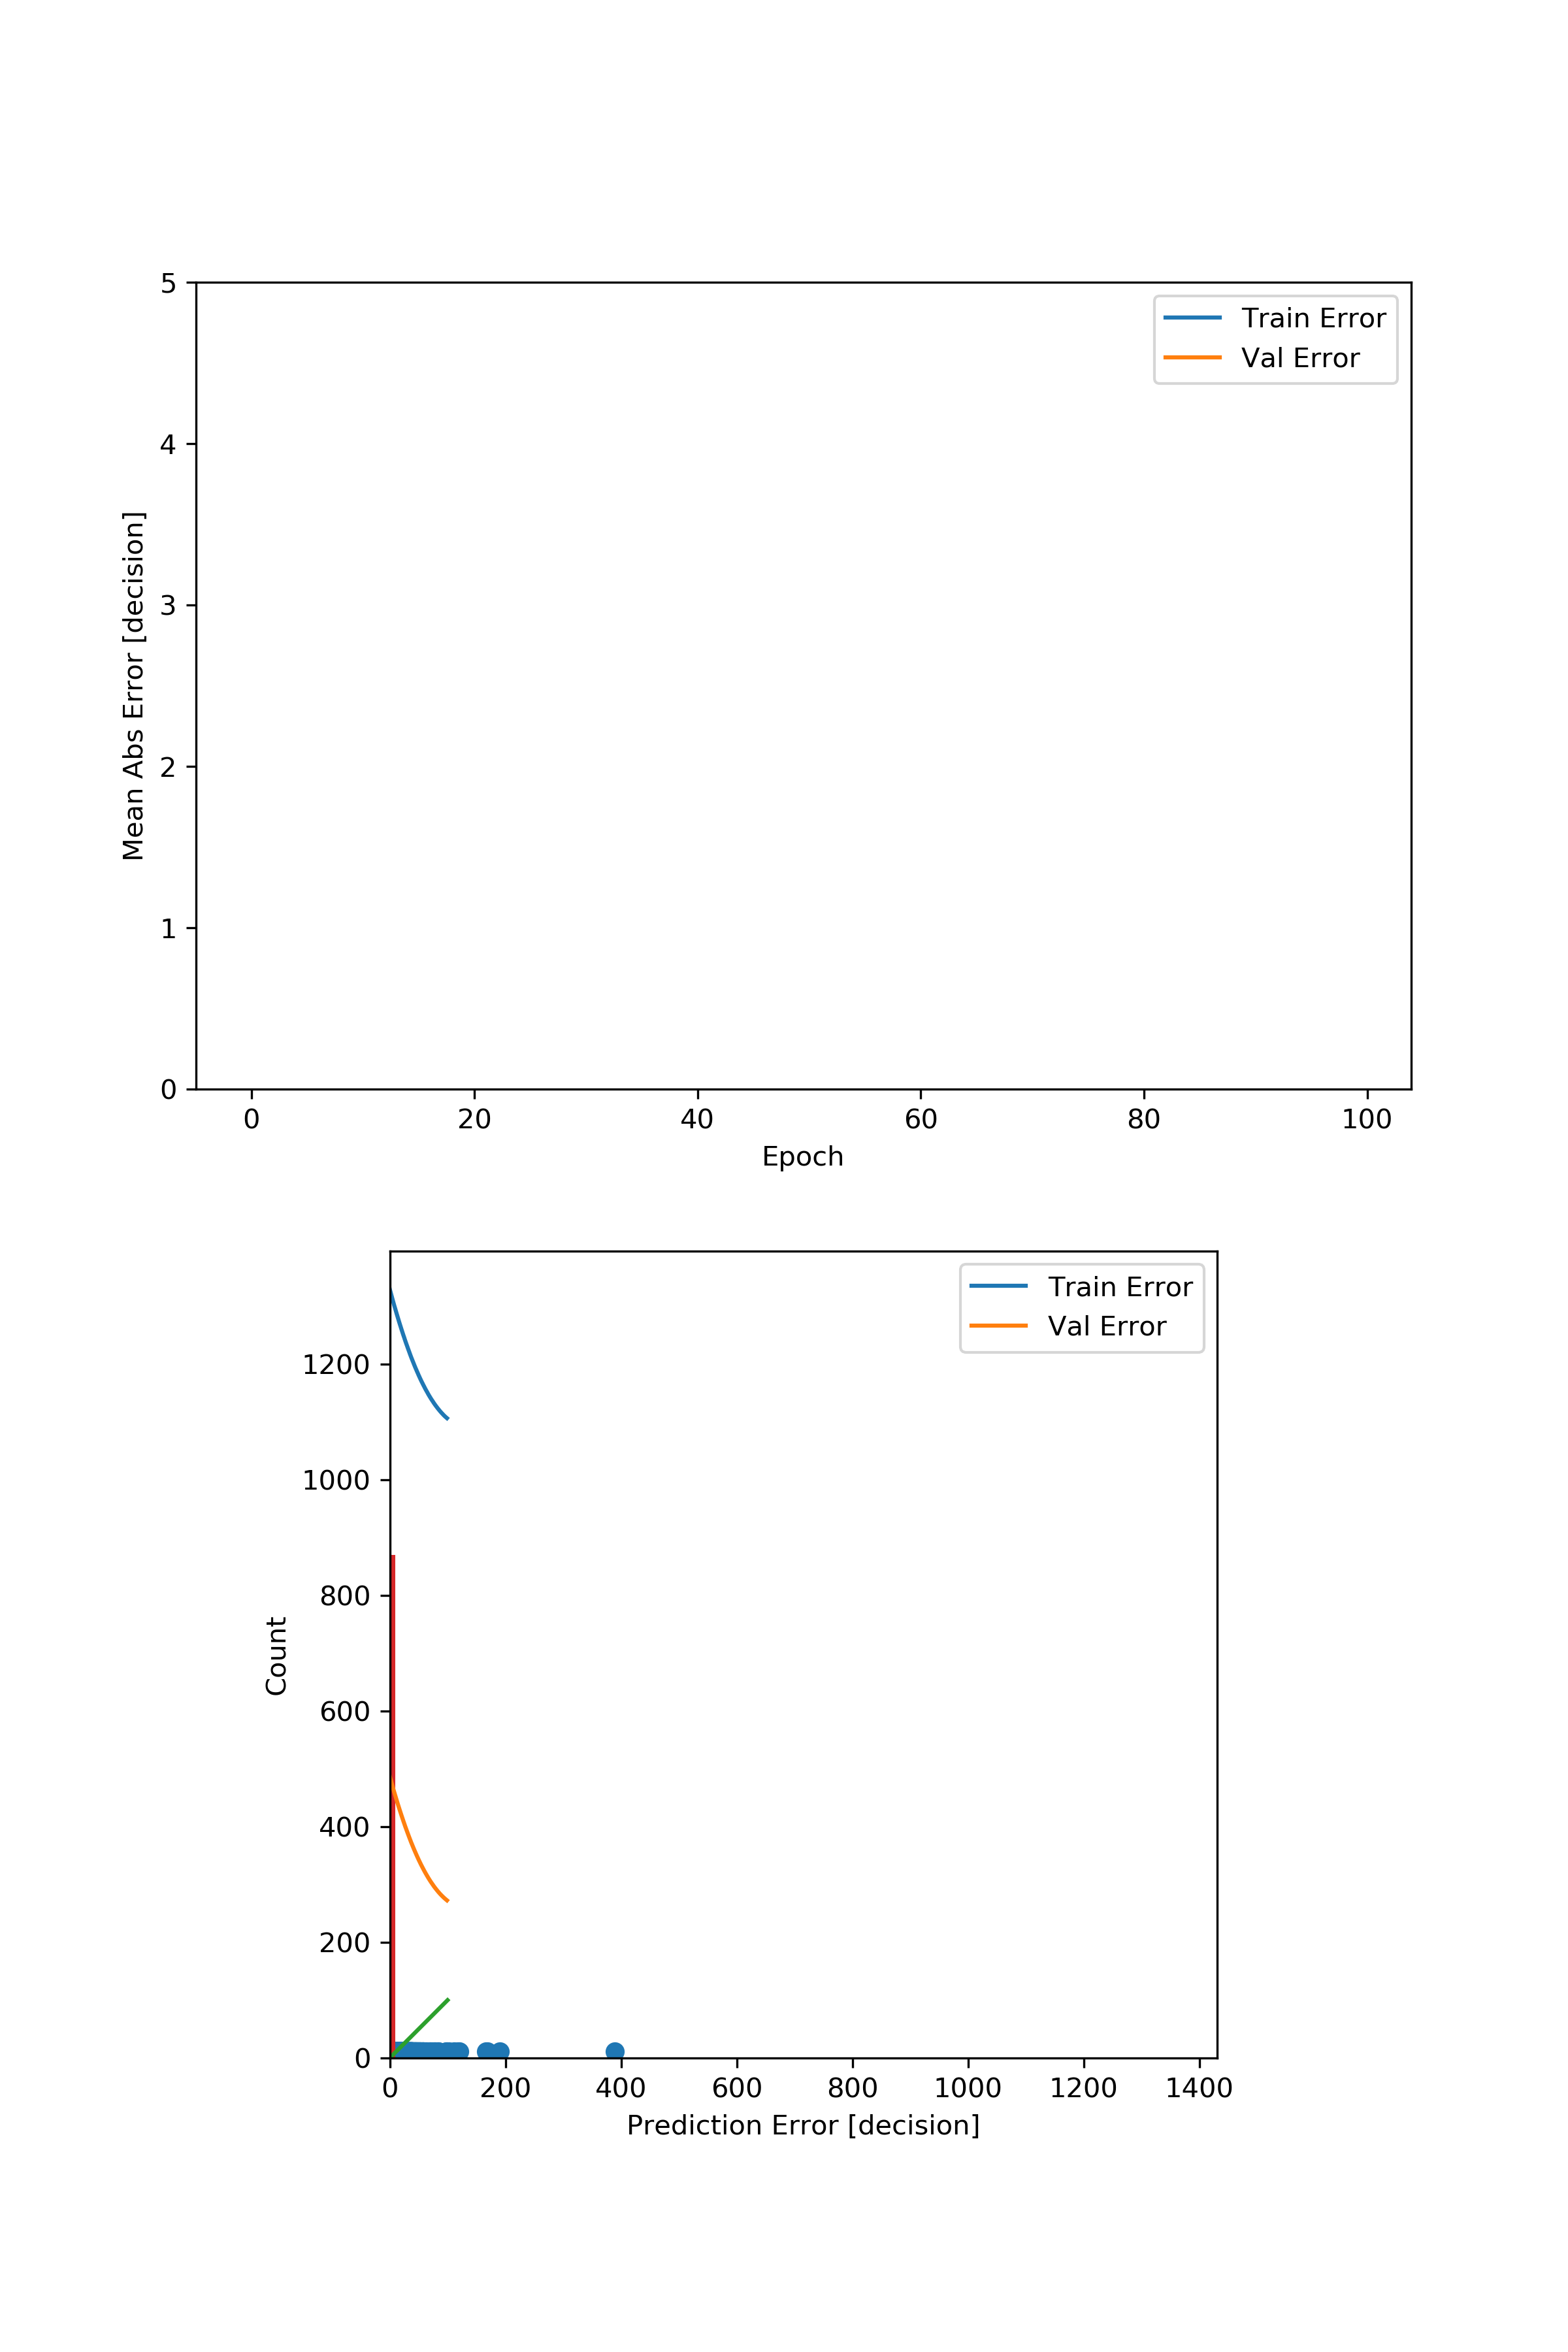 5
Train Error
Val Error
4
3
2
1
0
Mean Abs Error [decision]
0 20 40 60 80 100
Epoch
Train Error
Val Error
1200
1000
800
600
400
200
0
Count
0 200 400 600 800 1000 1200 1400
Prediction Error [decision]